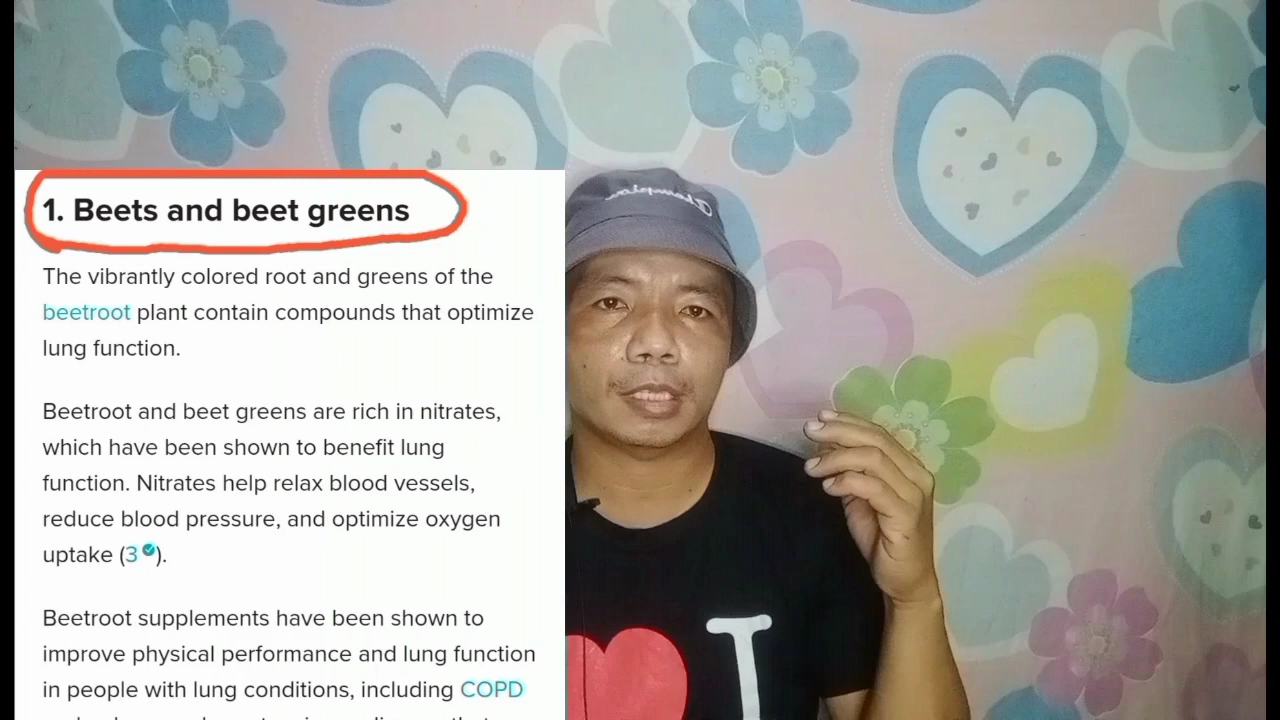 1. Beets and beet greens
The vibrantly colored root and greens of the
beetroot plant contain compounds that optimize
lung function.
Beetroot and beet greens are rich in nitrates,
which have been shown to benefit lung
function. Nitrates help relax blood vessels,
reduce blood pressure, and optimize oxygen
uptake (3).
Beetroot supplements have been shown to
improve physical performance and lung function
in people with lung conditions, including COPD
Champion
I